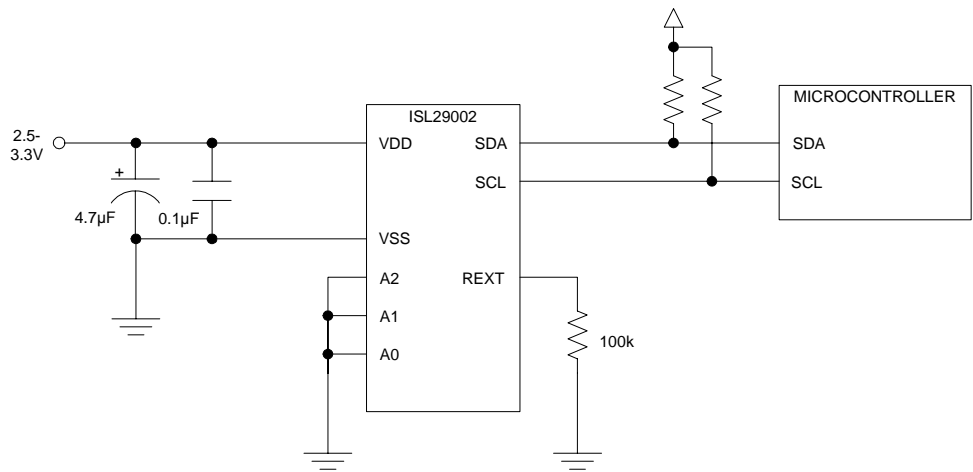 ISL29002
MICROCONTROLLER
2.5-
3.3V
VDD
SDA
SDA
+
SCL
SCL
4.7µF
0.1µF
VSS
A2
REXT
A1
100k
A0